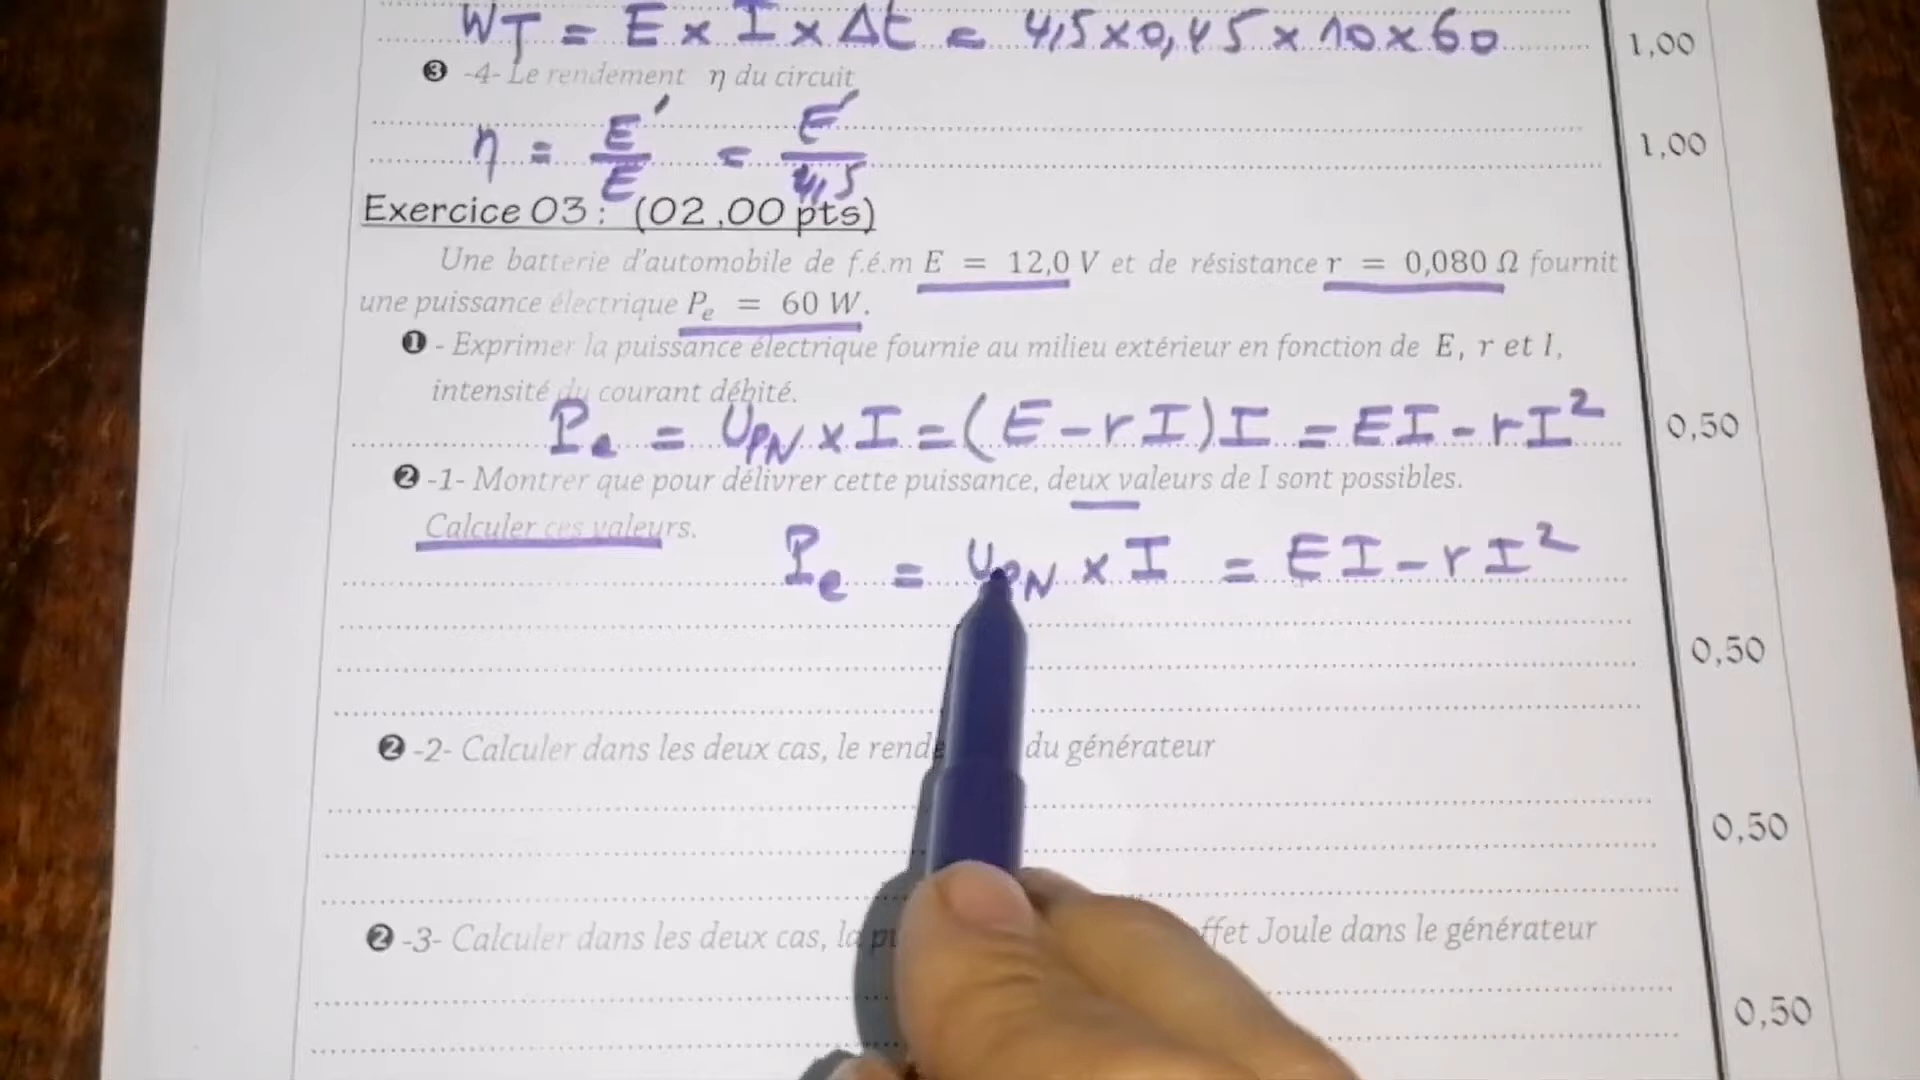 WT = E x I x Δt = 4,5x0,45 x 10 x 60
1,00
❸ -4- Le rendement η du circuit
η = E'/E = E'/4,5
1,00
Exercice 03 : (02,00 pts)
Une batterie d'automobile de f.é.m E = 12,0 V et de résistance r = 0,080 Ω fournit
une puissance électrique Pe = 60 W.
❶ - Exprimer la puissance électrique fournie au milieu extérieur en fonction de E, r et I,
intensité du courant débité.
Pe = UPN x I = (E - rI)I = EI - rI²
0,50
❷ -1- Montrer que pour délivrer cette puissance, deux valeurs de I sont possibles.
Calculer ces valeurs.
Pe = UPN x I = EI - rI²
0,50
❷ -2- Calculer dans les deux cas, le rend du générateur
0,50
❷ -3- Calculer dans les deux cas, la pu ffet Joule dans le générateur
0,50